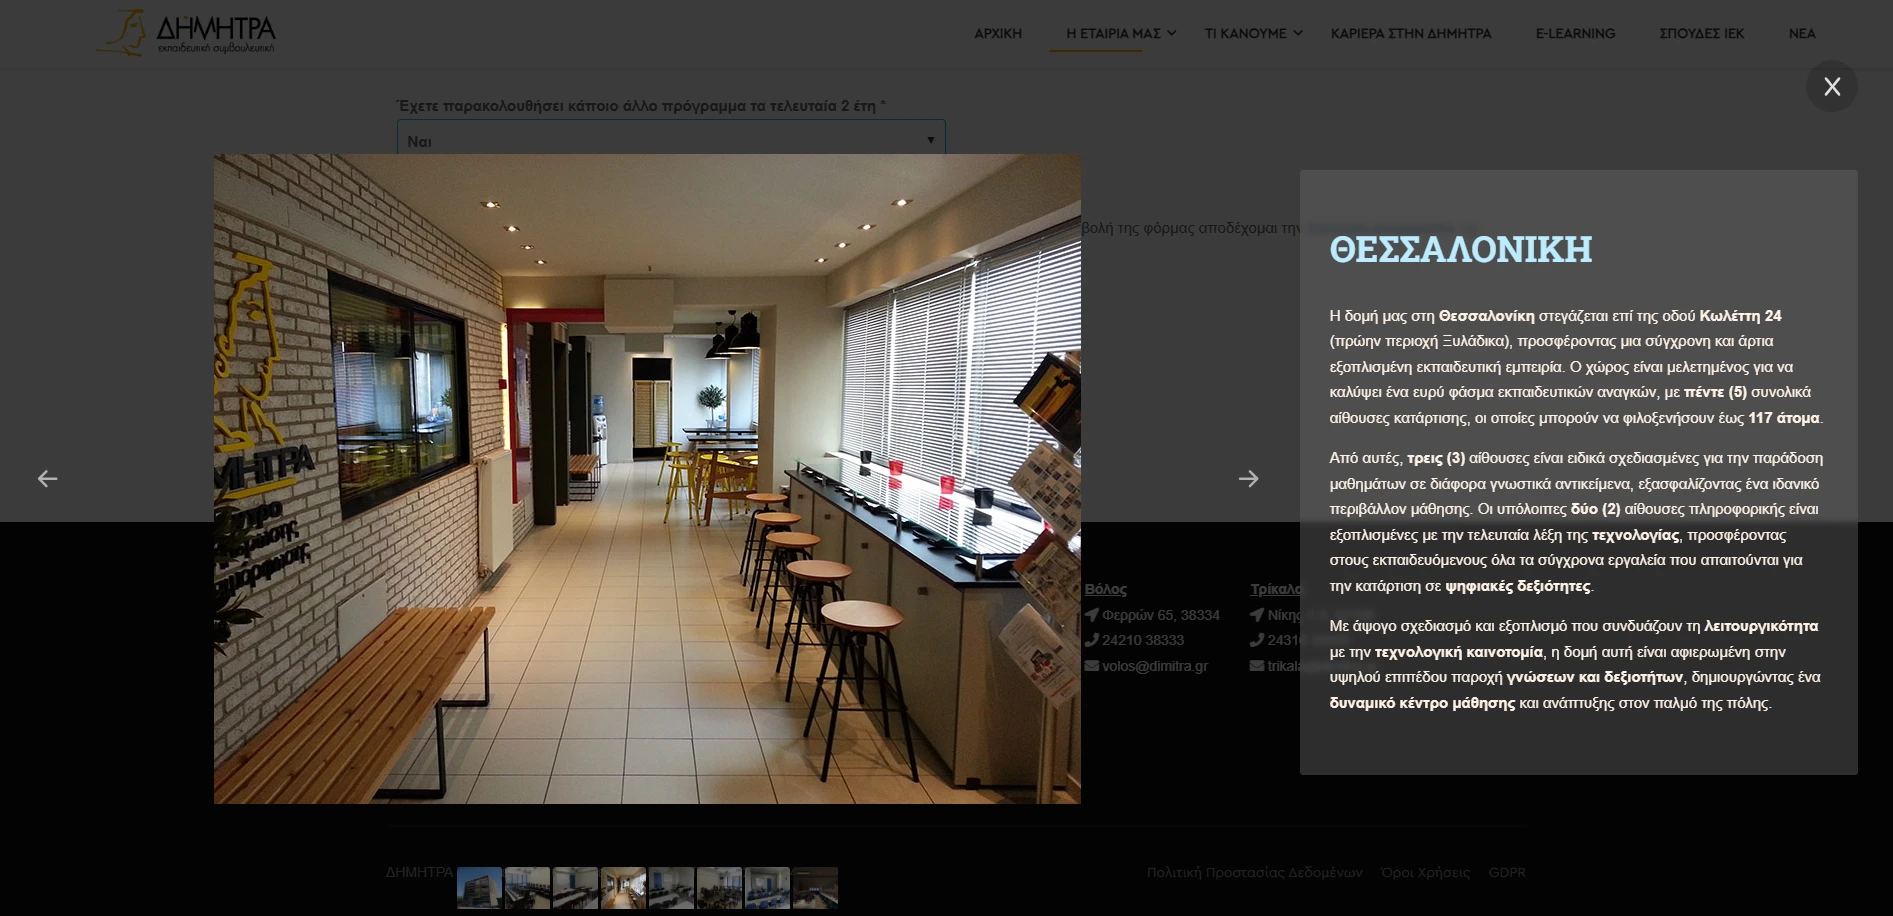 ΔΗΜΗΤΡΑ
εκπαιδευτική συμβουλευτική
ΑΡΧΙΚΗ
Η ΕΤΑΙΡΙΑ ΜΑΣ
ΤΙ ΚΑΝΟΥΜΕ
ΚΑΡΙΕΡΑ ΣΤΗΝ ΔΗΜΗΤΡΑ
E-LEARNING
ΣΠΟΥΔΕΣ ΙΕΚ
ΝΕΑ
Έχετε παρακολουθήσει κάποιο άλλο πρόγραμμα τα τελευταία 2 έτη *
Ναι
βολή της φόρμας αποδέχομαι την
ΜΗΤΡΑ
ΘΕΣΣΑΛΟΝΙΚΗ
Η δομή μας στη Θεσσαλονίκη στεγάζεται επί της οδού Κωλέττη 24
(πρώην περιοχή Ξυλάδικα), προσφέροντας μια σύγχρονη και άρτια
εξοπλισμένη εκπαιδευτική εμπειρία. Ο χώρος είναι μελετημένος για να
καλύψει ένα ευρύ φάσμα εκπαιδευτικών αναγκών, με πέντε (5) συνολικά
αίθουσες κατάρτισης, οι οποίες μπορούν να φιλοξενήσουν έως 117 άτομα.
Από αυτές, τρεις (3) αίθουσες είναι ειδικά σχεδιασμένες για την παράδοση
μαθημάτων σε διάφορα γνωστικά αντικείμενα, εξασφαλίζοντας ένα ιδανικό
περιβάλλον μάθησης. Οι υπόλοιπες δύο (2) αίθουσες πληροφορικής είναι
εξοπλισμένες με την τελευταία λέξη της τεχνολογίας, προσφέροντας
στους εκπαιδευόμενους όλα τα σύγχρονα εργαλεία που απαιτούνται για
την κατάρτιση σε ψηφιακές δεξιότητες.
Με άψογο σχεδιασμό και εξοπλισμό που συνδυάζουν τη λειτουργικότητα
με την τεχνολογική καινοτομία, η δομή αυτή είναι αφιερωμένη στην
υψηλού επιπέδου παροχή γνώσεων και δεξιοτήτων, δημιουργώντας ένα
δυναμικό κέντρο μάθησης και ανάπτυξης στον παλμό της πόλης.
Βόλος
Φερρών 65, 38334
24210 38333
volos@dimitra.gr
Τρίκαλα
Νίκης
2431
trikala
ΔΗΜΗΤΡΑ
Πολιτική Προστασίας Δεδομένων
Όροι Χρήσης
GDPR